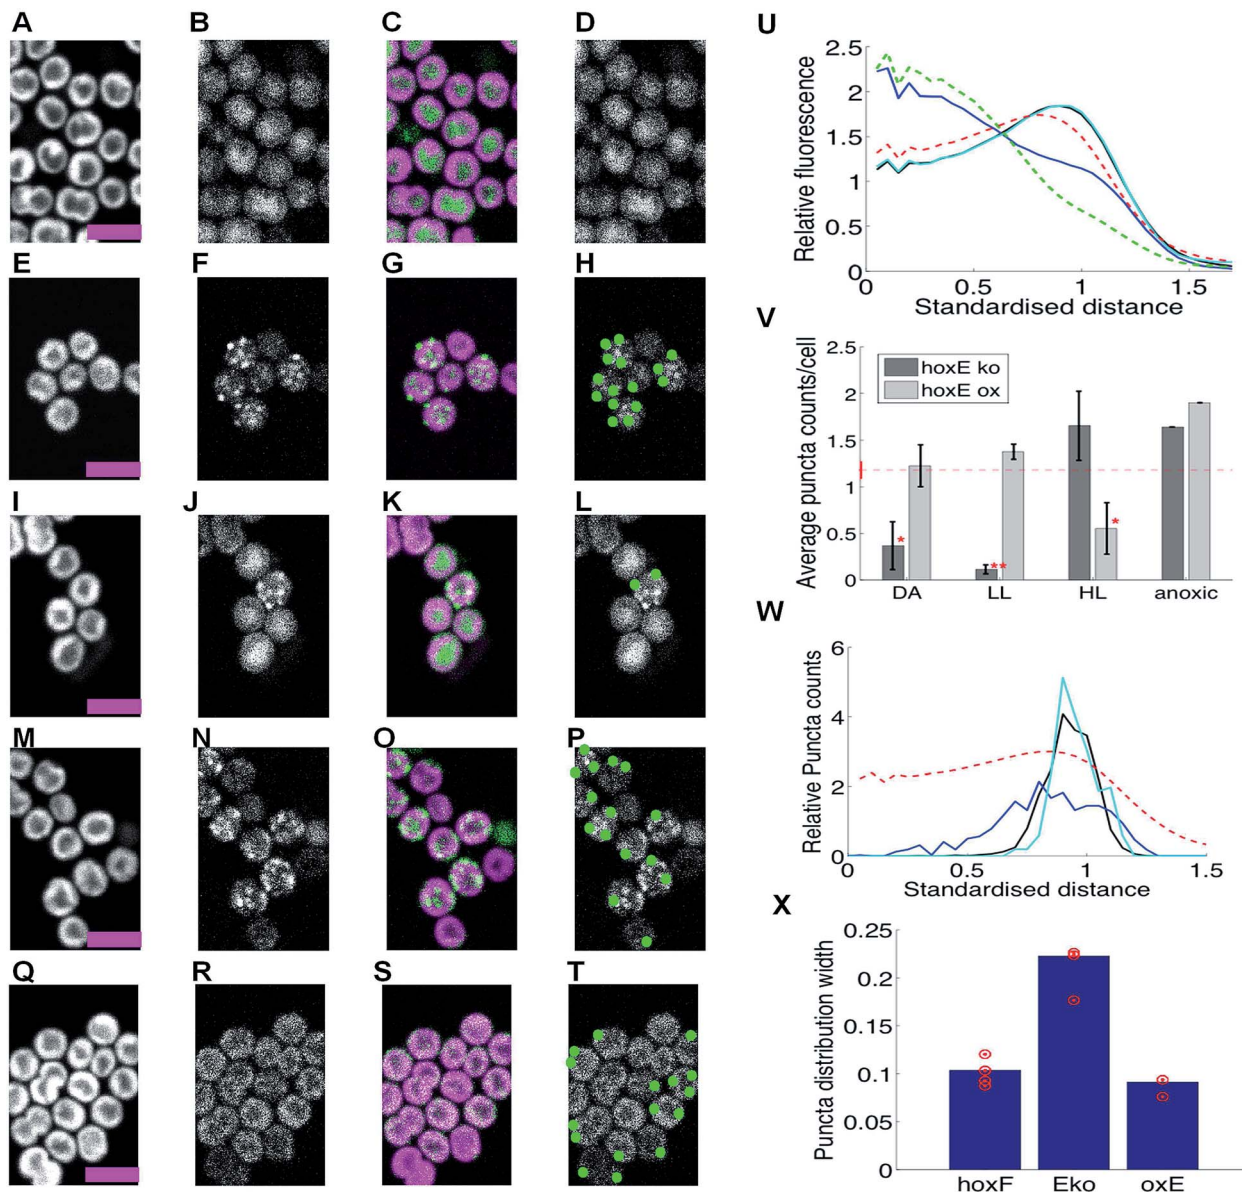 A B C D
E F G H
I J K L
M N O P
Q R S T
U
2.5
2
1.5
1
0.5
0
Relative fluorescence
0 0.5 1 1.5
Standardised distance
V
2.5
2
1.5
1
0.5
0
Average puncta counts/cell
hoxE ko
hoxE ox
* ** *
DA LL HL anoxic
W
6
4
2
0
Relative Puncta counts
0 0.5 1 1.5
Standardised distance
X
0.25
0.2
0.15
0.1
0.05
0
Puncta distribution width
hoxF Eko oxE